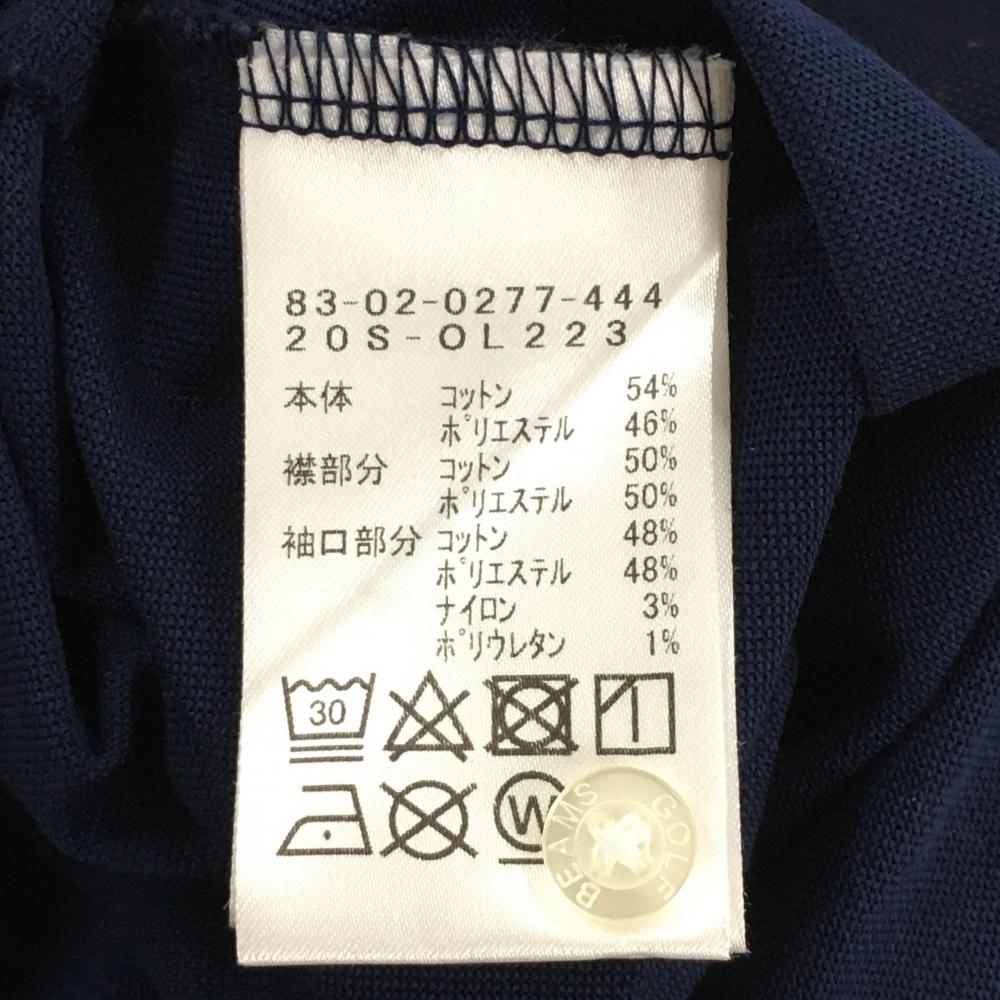 83-02-0277-444
20S-OL223
本体 コットン 54%
ポリエステル 46%
襟部分 コットン 50%
ポリエステル 50%
袖口部分 コットン 48%
ポリエステル 48%
ナイロン 3%
ポリウレタン 1%
30
W
BEAMS GOLF